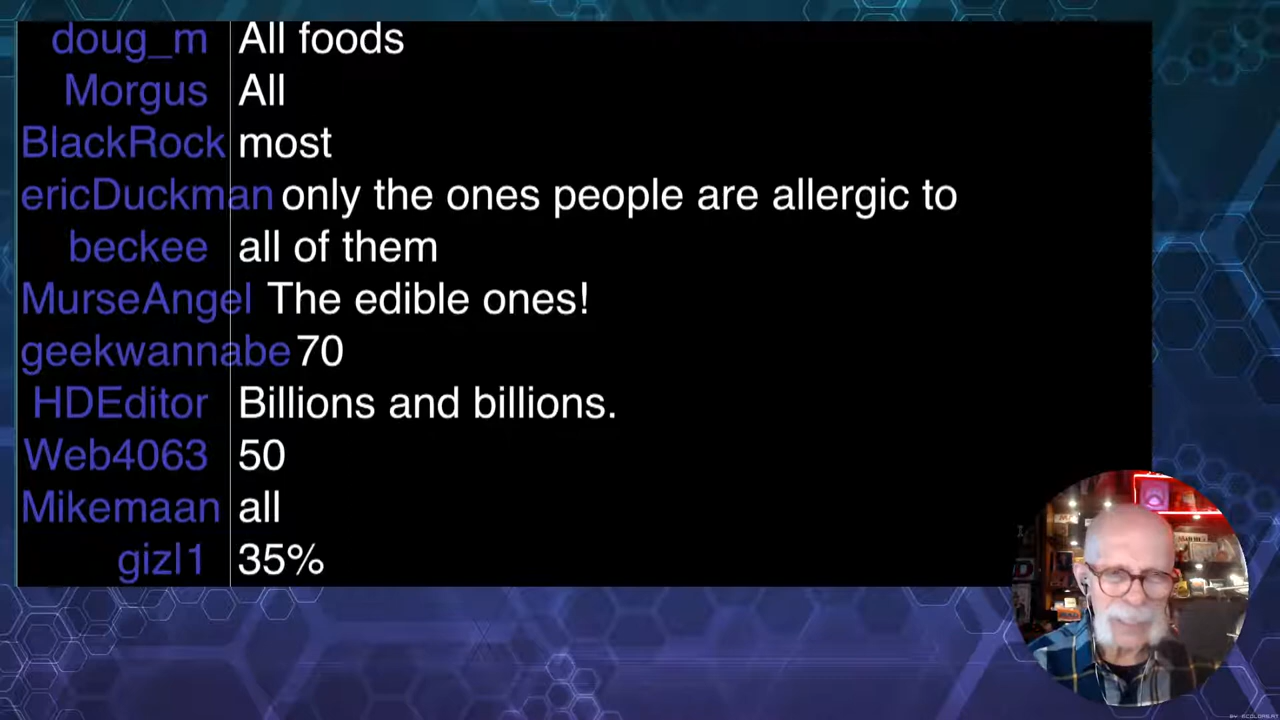 doug_m All foods
Morgus All
BlackRock most
ericDuckman only the ones people are allergic to
beckee all of them
MurseAngel The edible ones!
geekwannabe 70
HDEditor Billions and billions.
Web4063 50
Mikemaan all
gizl1 35%